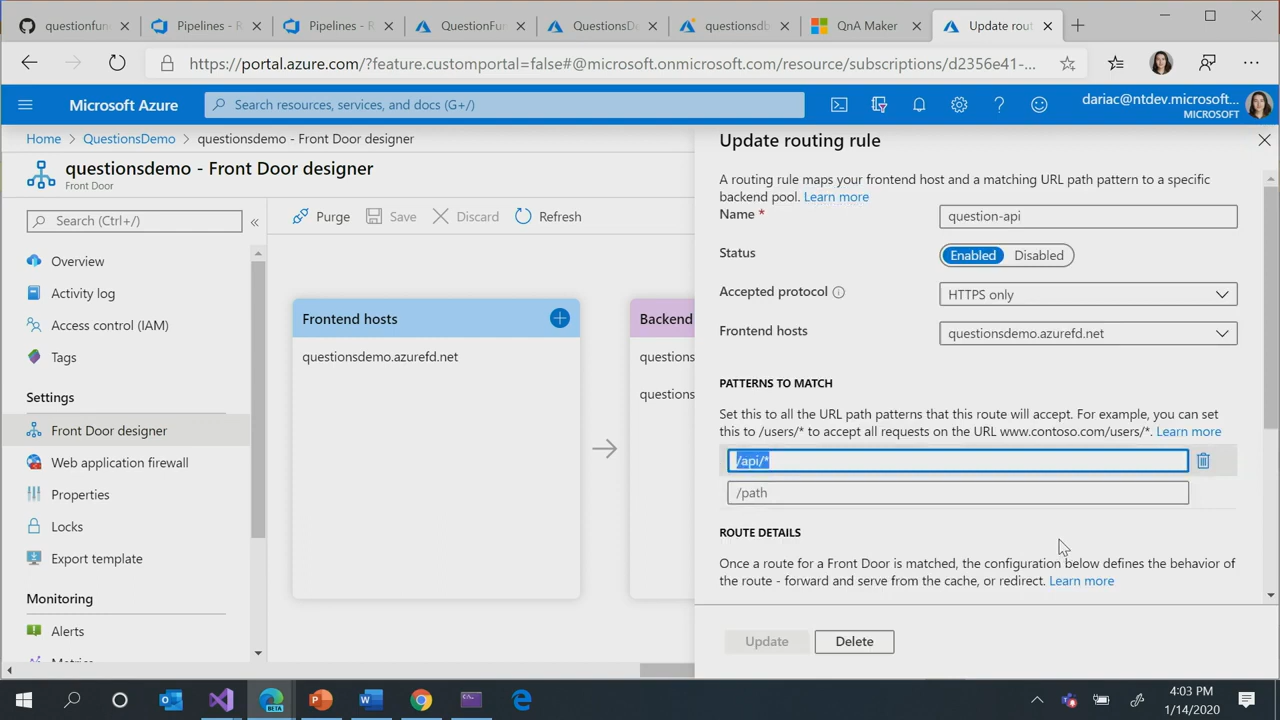 questionfunc
Pipelines - R
Pipelines - R
QuestionFun
QuestionsDe
questionsdb
QnA Maker
Update rout
https://portal.azure.com/?feature.customportal=false#@microsoft.onmicrosoft.com/resource/subscriptions/d2356e41-...
Microsoft Azure
Search resources, services, and docs (G+/)
dariac@ntdev.microsoft...
MICROSOFT
Home > QuestionsDemo > questionsdemo - Front Door designer
questionsdemo - Front Door designer
Front Door
Search (Ctrl+/)
Overview
Activity log
Access control (IAM)
Tags
Settings
Front Door designer
Web application firewall
Properties
Locks
Export template
Monitoring
Alerts
Metrics
Purge
Save
Discard
Refresh
Frontend hosts
questionsdemo.azurefd.net
Backend
questions
questions
Update routing rule
A routing rule maps your frontend host and a matching URL path pattern to a specific
backend pool. Learn more
Name *
question-api
Status
Enabled
Disabled
Accepted protocol
HTTPS only
Frontend hosts
questionsdemo.azurefd.net
PATTERNS TO MATCH
Set this to all the URL path patterns that this route will accept. For example, you can set
this to /users/* to accept all requests on the URL www.contoso.com/users/*. Learn more
/api/*
/path
ROUTE DETAILS
Once a route for a Front Door is matched, the configuration below defines the behavior of
the route - forward and serve from the cache, or redirect. Learn more
Update
Delete
BETA
4:03 PM
1/14/2020